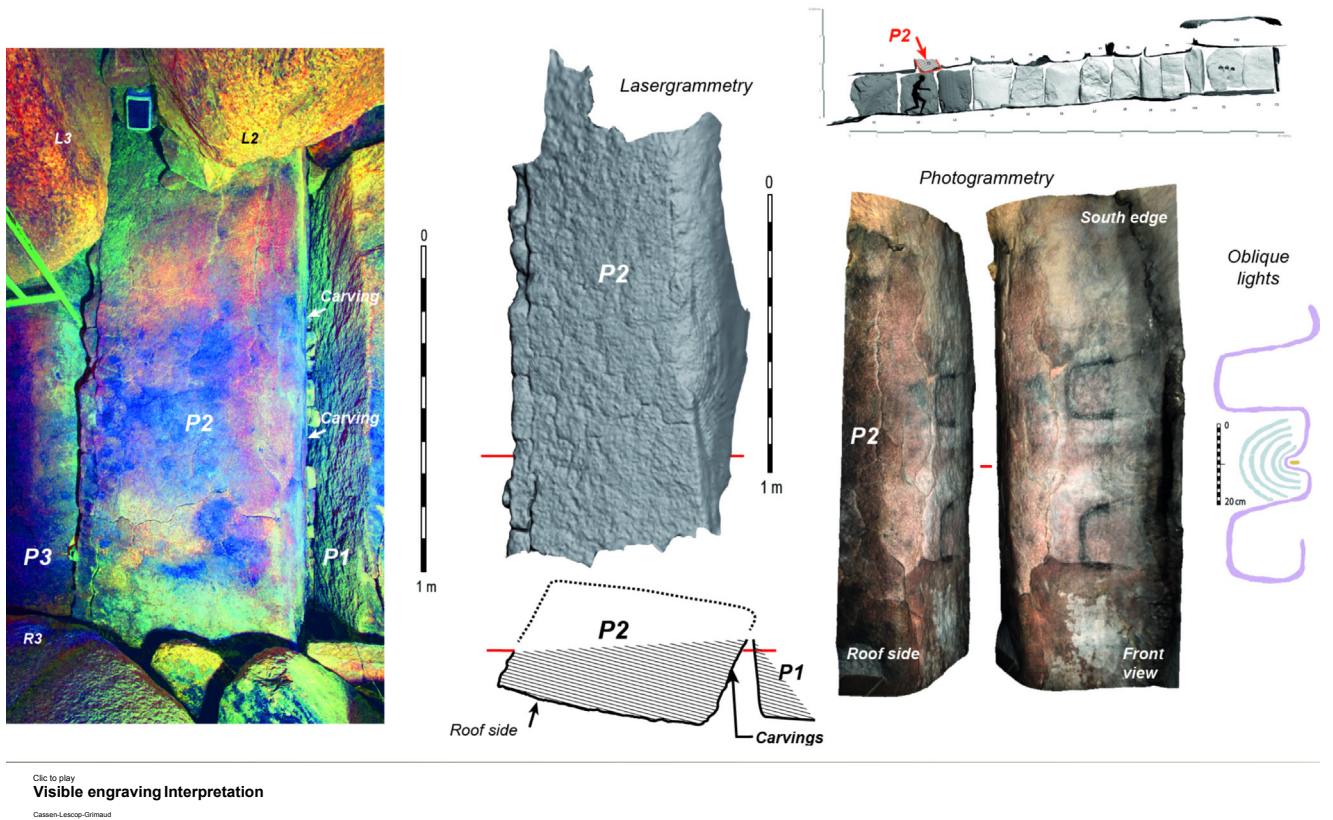 P2
Lasergrammetry
L3
L2
Photogrammetry
0
0
South edge
Oblique
lights
P2
Carving
Carving
P2
P2
0
20 cm
P3
P1
1 m
1 m
P2
P1
R3
Roof side
Front
view
Roof side
Carvings
Clic to play
Visible engraving Interpretation
Cassen-Lescop-Grimaud